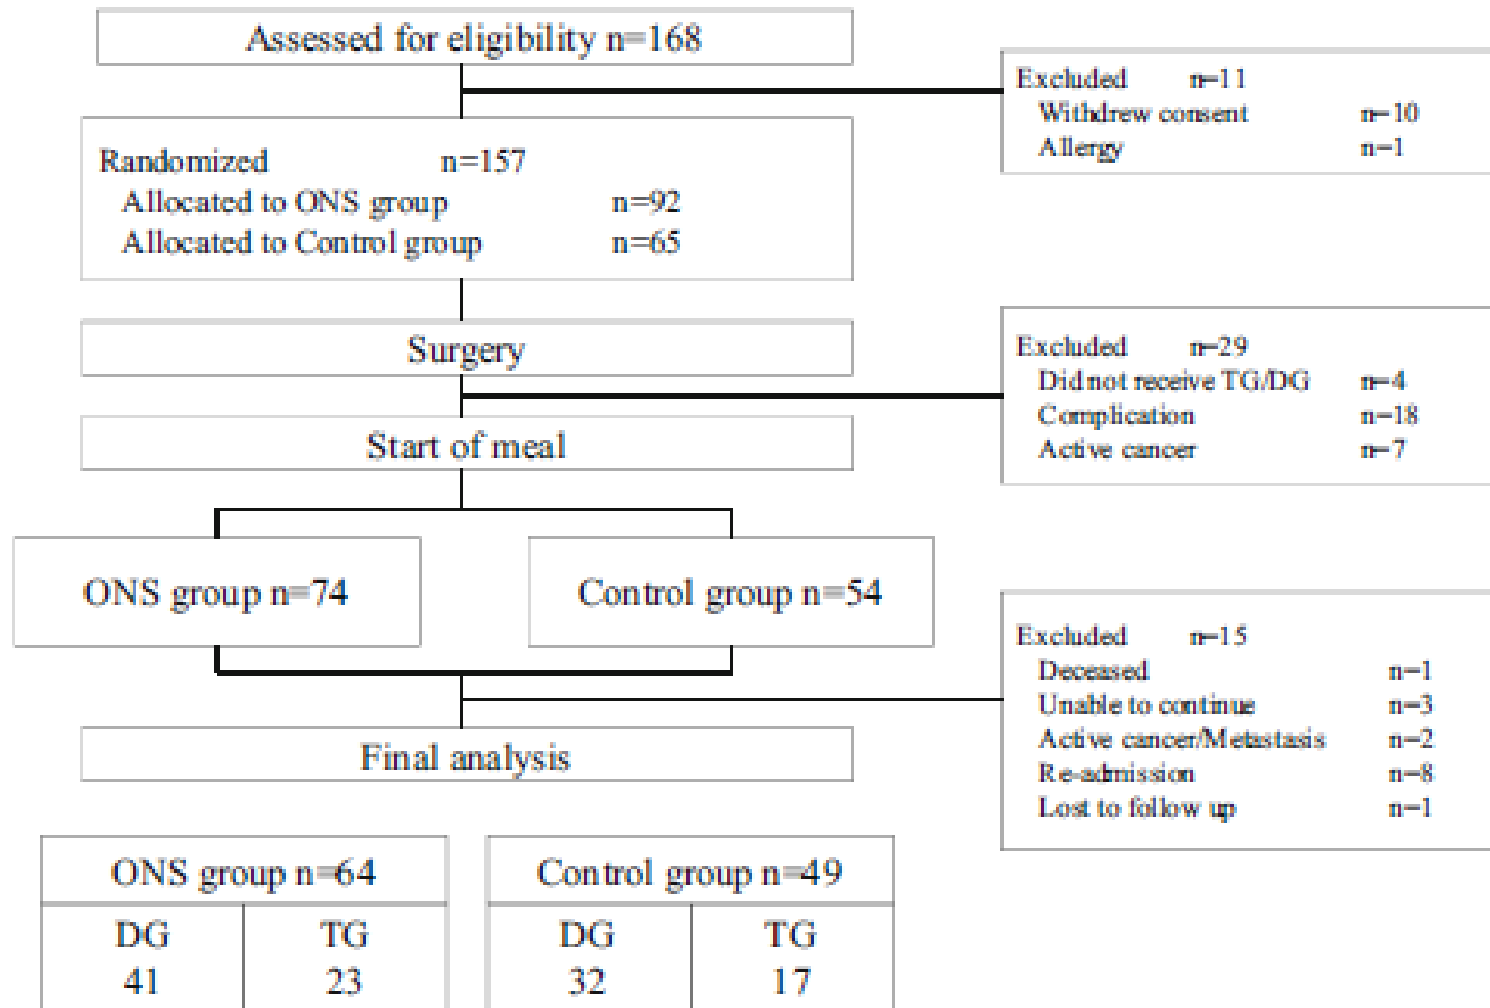 Assessed for eligibility n=168
Excluded n=11
Withdrew consent n=10
Allergy n=1
Randomized n=157
Allocated to ONS group n=92
Allocated to Control group n=65
Surgery
Excluded n=29
Did not receive TG/DG n=4
Complication n=18
Active cancer n=7
Start of meal
ONS group n=74
Control group n=54
Excluded n=15
Deceased n=1
Unable to continue n=3
Active cancer/Metastasis n=2
Re-admission n=8
Lost to follow up n=1
Final analysis
ONS group n=64
DG TG
41 23
Control group n=49
DG TG
32 17